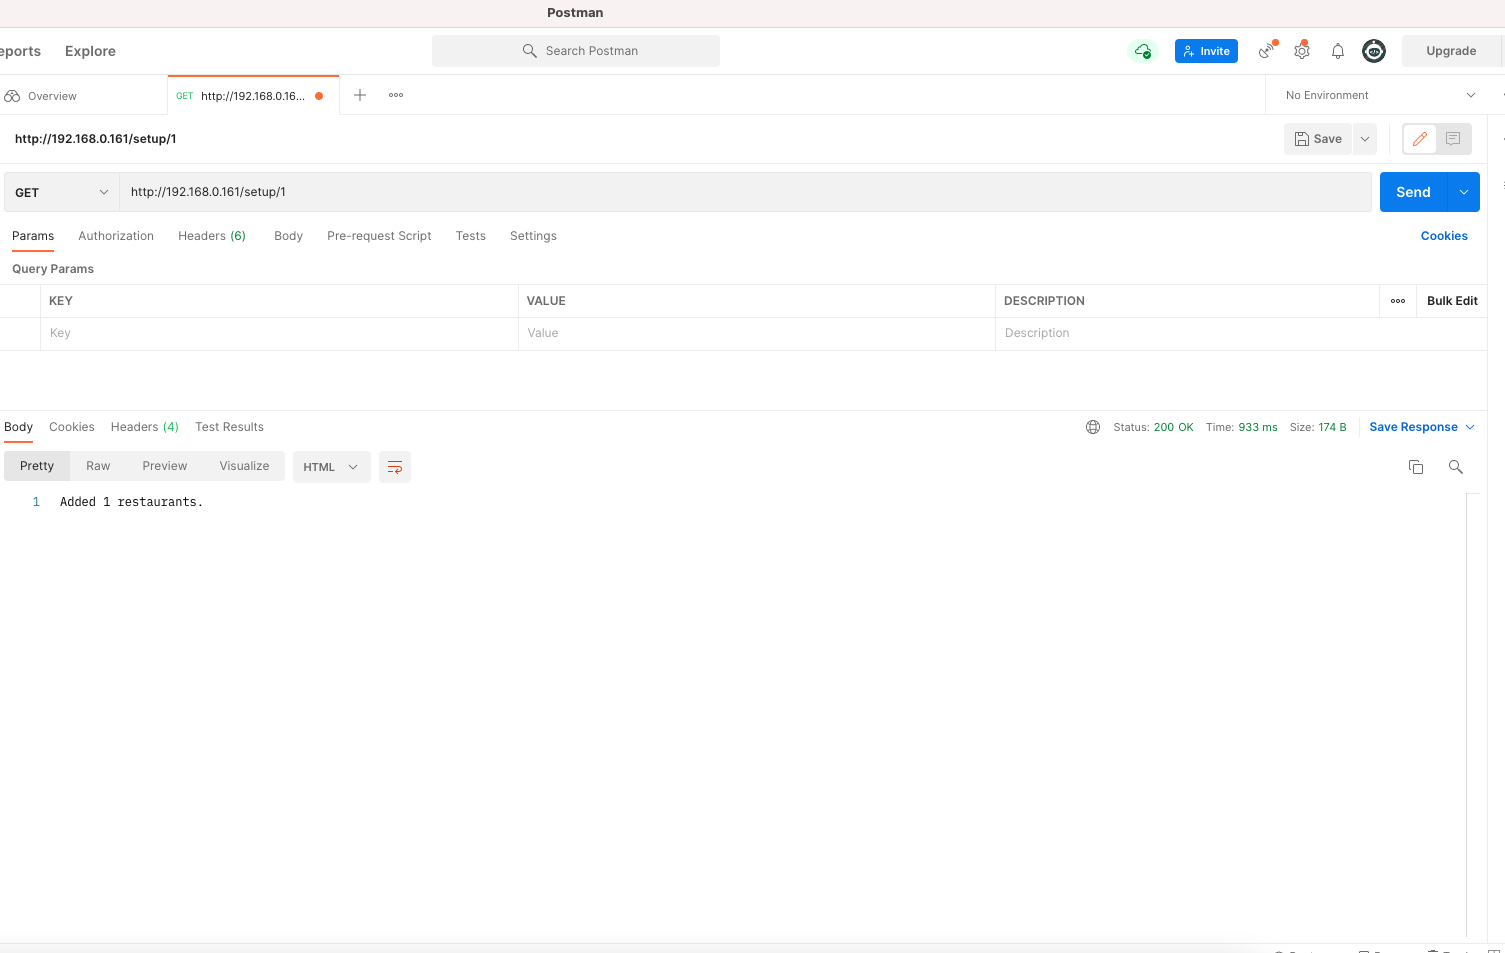 Postman
eports Explore Search Postman Invite Upgrade
Overview GET http://192.168.0.16... No Environment
http://192.168.0.161/setup/1 Save
GET http://192.168.0.161/setup/1 Send
Params Authorization Headers (6) Body Pre-request Script Tests Settings Cookies
Query Params
KEY VALUE DESCRIPTION Bulk Edit
Key Value Description
Body Cookies Headers (4) Test Results Status: 200 OK Time: 933 ms Size: 174 B Save Response
Pretty Raw Preview Visualize HTML
1 Added 1 restaurants.